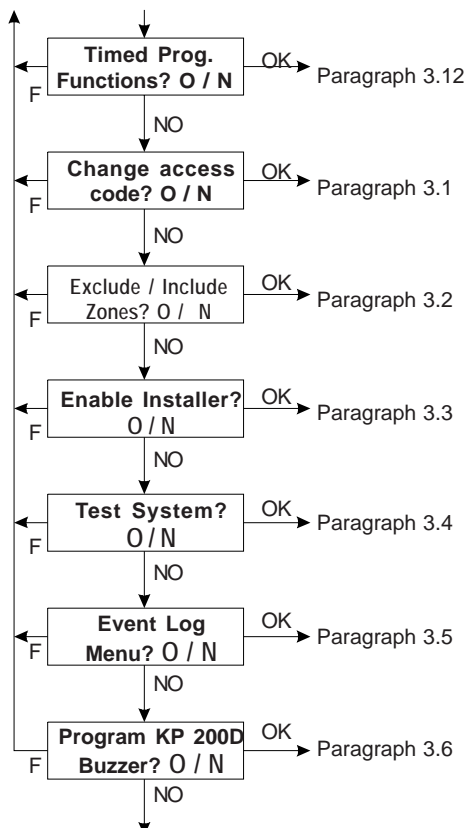 Timed Prog.
Functions? O / N
OK
Paragraph 3.12
F
NO
Change access
code? O / N
OK
Paragraph 3.1
F
NO
Exclude / Include
Zones? O / N
OK
Paragraph 3.2
F
NO
Enable Installer?
O / N
OK
Paragraph 3.3
F
NO
Test System?
O / N
OK
Paragraph 3.4
F
NO
Event Log
Menu? O / N
OK
Paragraph 3.5
F
NO
Program KP 200D
Buzzer? O / N
OK
Paragraph 3.6
F
NO